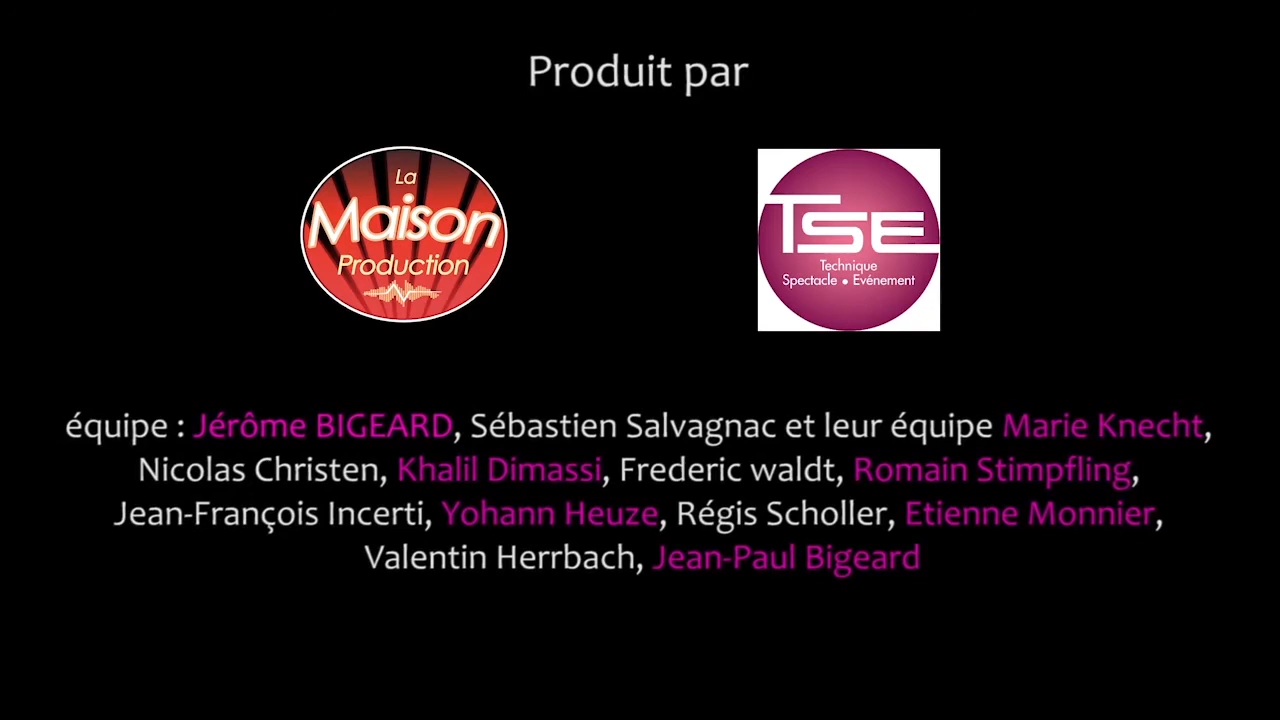 Produit par
La
Maison
Production
TSE
Technique
Spectacle • Evénement
équipe : Jérôme BIGEARD, Sébastien Salvagnac et leur équipe Marie Knecht,
Nicolas Christen, Khalil Dimassi, Frederic waldt, Romain Stimpfling,
Jean-François Incerti, Yohann Heuze, Régis Scholler, Etienne Monnier,
Valentin Herrbach, Jean-Paul Bigeard